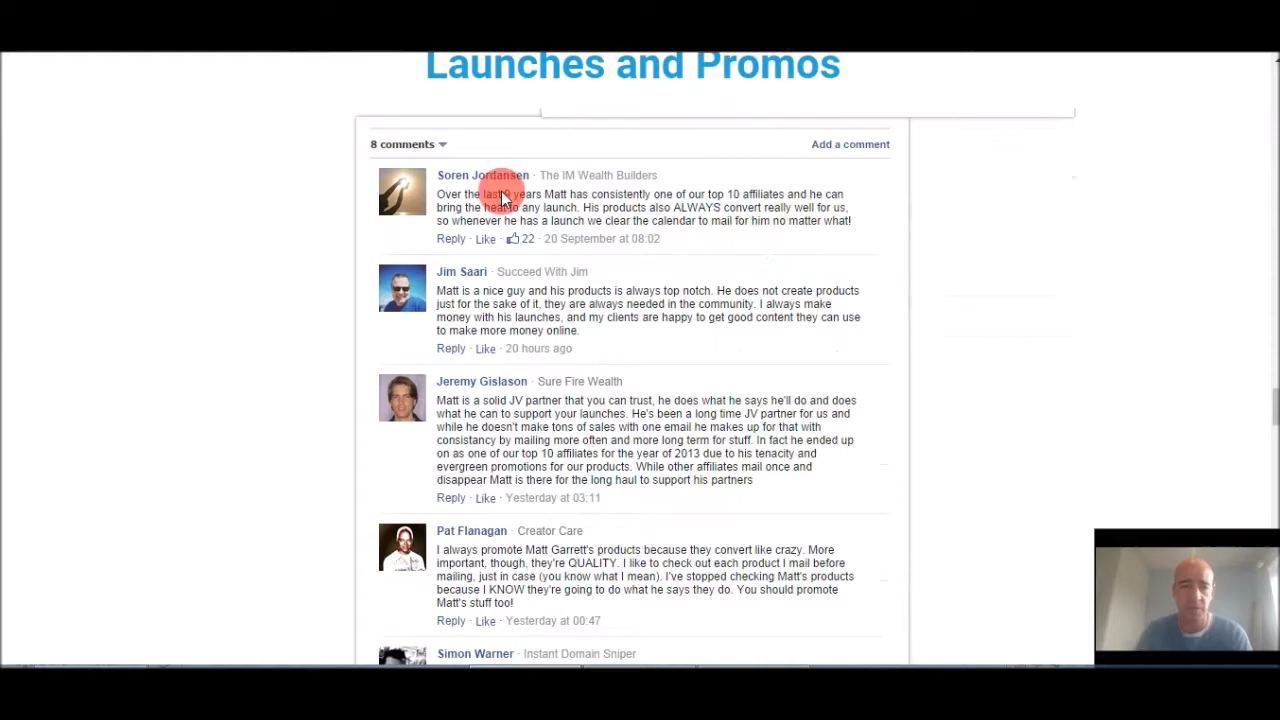 Launches and Promos
8 comments
Add a comment
Soren Jordansen · The IM Wealth Builders
Over the last 9 years Matt has consistently one of our top 10 affiliates and he can
bring the heat to any launch. His products also ALWAYS convert really well for us,
so whenever he has a launch we clear the calendar to mail for him no matter what!
Reply · Like · 22 · 20 September at 08:02
Jim Saari · Succeed With Jim
Matt is a nice guy and his products is always top notch. He does not create products
just for the sake of it, they are always needed in the community. I always make
money with his launches, and my clients are happy to get good content they can use
to make more money online.
Reply · Like · 20 hours ago
Jeremy Gislason · Sure Fire Wealth
Matt is a solid JV partner that you can trust, he does what he says he'll do and does
what he can to support your launches. He's been a long time JV partner for us and
while he doesn't make tons of sales with one email he makes up for that with
consistancy by mailing more often and more long term for stuff. In fact he ended up
on as one of our top 10 affiliates for the year of 2013 due to his tenacity and
evergreen promotions for our products. While other affiliates mail once and
disappear Matt is there for the long haul to support his partners
Reply · Like · Yesterday at 03:11
Pat Flanagan · Creator Care
I always promote Matt Garrett's products because they convert like crazy. More
important, though, they're QUALITY. I like to check out each product I mail before
mailing, just in case (you know what I mean). I've stopped checking Matt's products
because I KNOW they're going to do what he says they do. You should promote
Matt's stuff too!
Reply · Like · Yesterday at 00:47
Simon Warner · Instant Domain Sniper